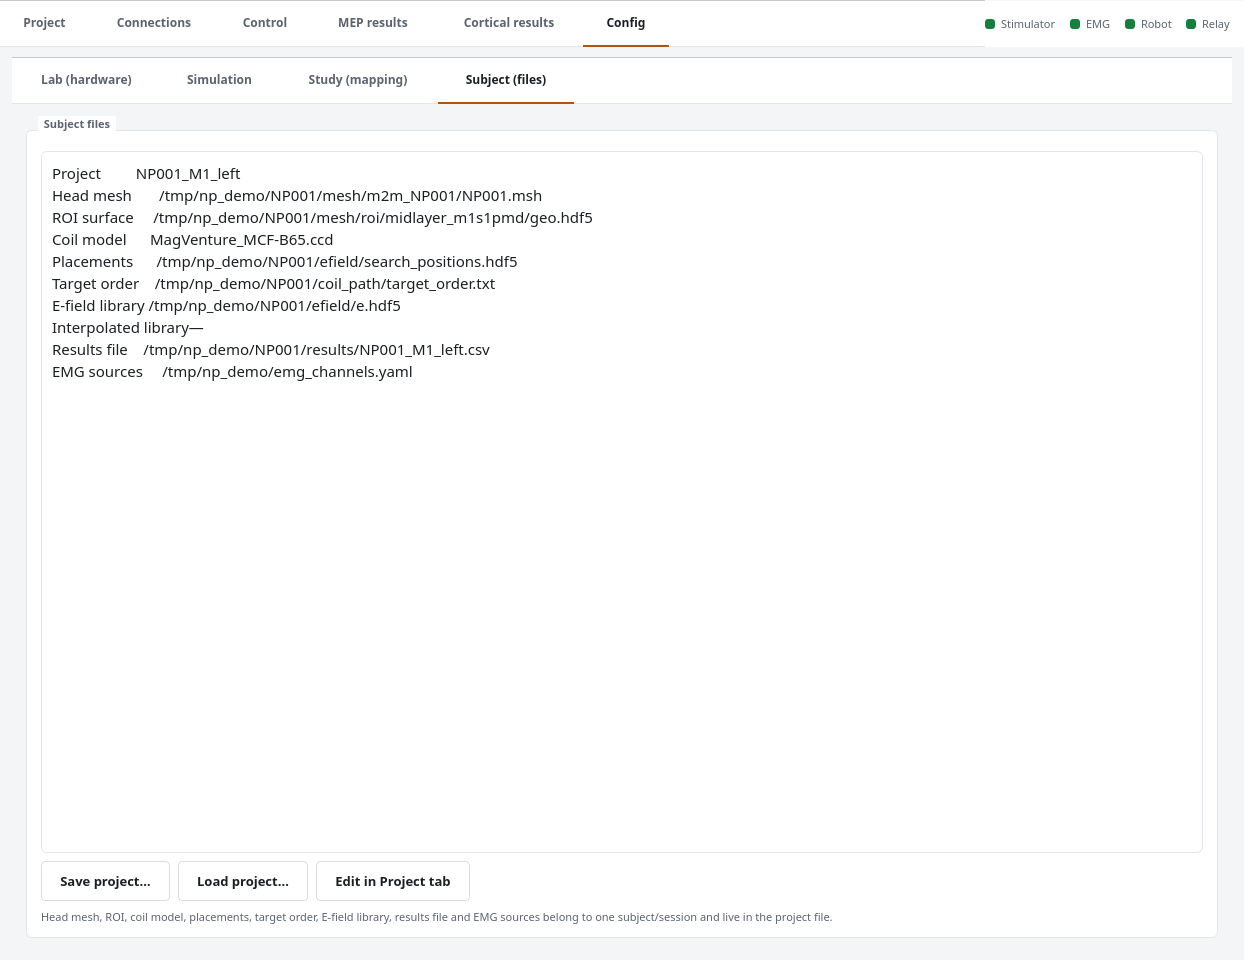 Project Connections Control MEP results Cortical results Config Stimulator EMG Robot Relay
Lab (hardware) Simulation Study (mapping) Subject (files)
Subject files
Project NP001_M1_left
Head mesh /tmp/np_demo/NP001/mesh/m2m_NP001/NP001.msh
ROI surface /tmp/np_demo/NP001/mesh/roi/midlayer_m1s1pmd/geo.hdf5
Coil model MagVenture_MCF-B65.ccd
Placements /tmp/np_demo/NP001/efield/search_positions.hdf5
Target order /tmp/np_demo/NP001/coil_path/target_order.txt
E-field library /tmp/np_demo/NP001/efield/e.hdf5
Interpolated library—
Results file /tmp/np_demo/NP001/results/NP001_M1_left.csv
EMG sources /tmp/np_demo/emg_channels.yaml
Save project... Load project... Edit in Project tab
Head mesh, ROI, coil model, placements, target order, E-field library, results file and EMG sources belong to one subject/session and live in the project file.